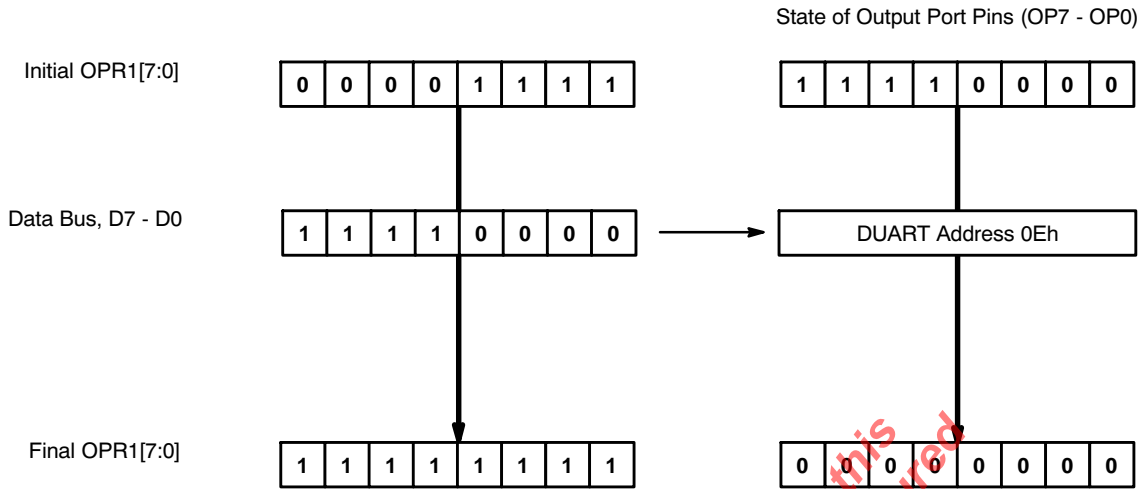 State of Output Port Pins (OP7 - OP0)
Initial OPR1[7:0]
0 0 0 0 1 1 1 1
1 1 1 1 0 0 0 0
Data Bus, D7 - D0
1 1 1 1 0 0 0 0
DUART Address 0Eh
Final OPR1[7:0]
1 1 1 1 1 1 1 1
0 0 0 0 0 0 0 0
this